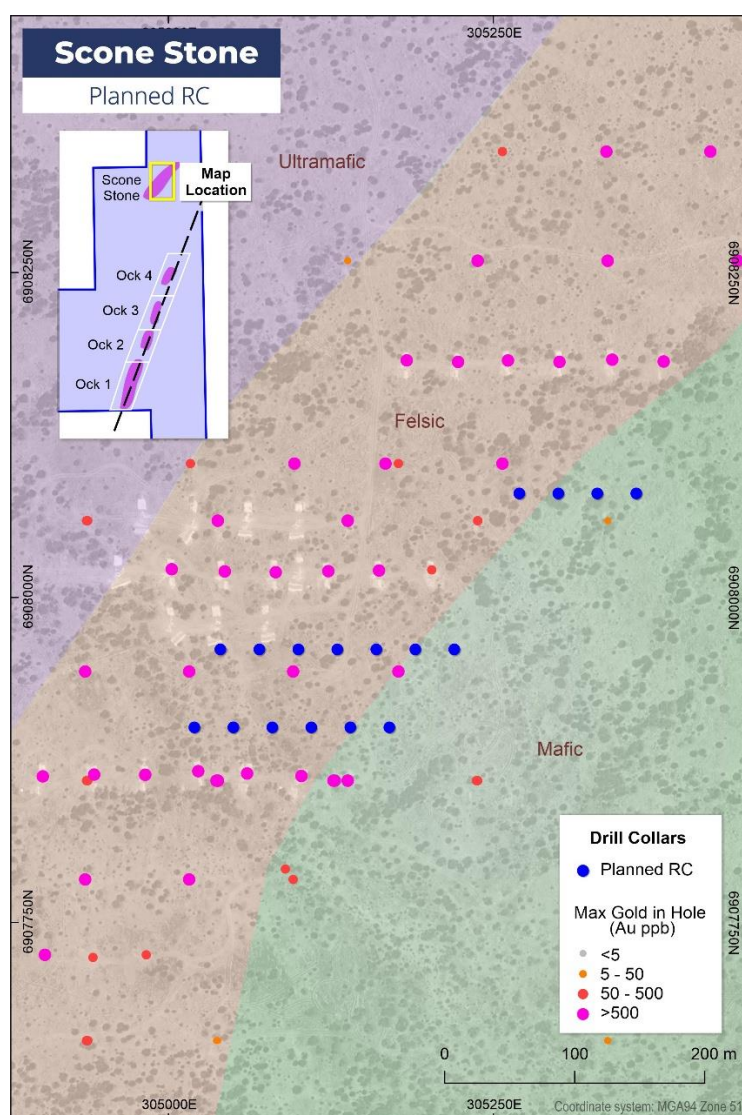 305000E
305250E
Scone Stone
Planned RC
Ultramafic
Scone
Stone
Map
Location
Ock 4
Ock 3
Ock 2
Ock 1
6908250N
6908250N
Felsic
6908000N
6908000N
Mafic
Drill Collars
Planned RC
Max Gold in Hole
(Au ppb)
<5
5 - 50
50 - 500
>500
6907750N
6907750N
0 100 200 m
305000E
305250E
Coordinate system: MGA94 Zone 51